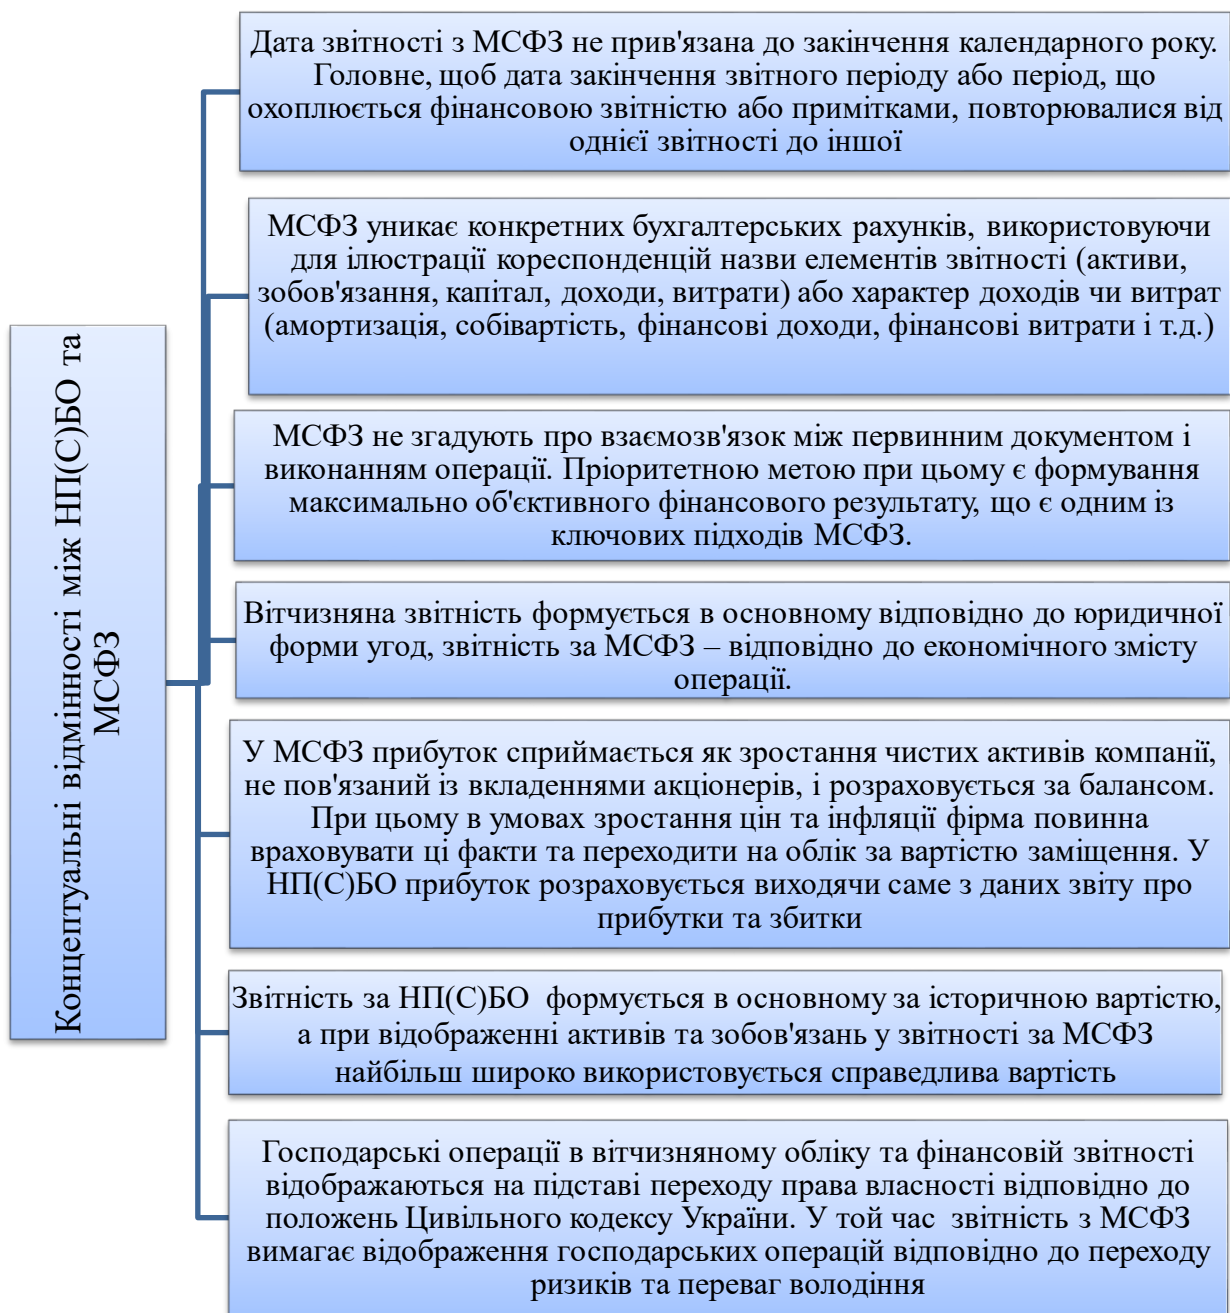 Концептуальні відмінності між НП(С)БО та
МСФЗ
Дата звітності з МСФЗ не прив'язана до закінчення календарного року.
Головне, щоб дата закінчення звітного періоду або період, що
охоплюється фінансовою звітністю або примітками, повторювалися від
однієї звітності до іншої
МСФЗ уникає конкретних бухгалтерських рахунків, використовуючи
для ілюстрації кореспонденцій назви елементів звітності (активи,
зобов'язання, капітал, доходи, витрати) або характер доходів чи витрат
(амортизація, собівартість, фінансові доходи, фінансові витрати і т.д.)
МСФЗ не згадують про взаємозв'язок між первинним документом і
виконанням операції. Пріоритетною метою при цьому є формування
максимально об'єктивного фінансового результату, що є одним із
ключових підходів МСФЗ.
Вітчизняна звітність формується в основному відповідно до юридичної
форми угод, звітність за МСФЗ – відповідно до економічного змісту
операції.
У МСФЗ прибуток сприймається як зростання чистих активів компанії,
не пов'язаний із вкладеннями акціонерів, і розраховується за балансом.
При цьому в умовах зростання цін та інфляції фірма повинна
враховувати ці факти та переходити на облік за вартістю заміщення. У
НП(С)БО прибуток розраховується виходячи саме з даних звіту про
прибутки та збитки
Звітність за НП(С)БО формується в основному за історичною вартістю,
а при відображенні активів та зобов'язань у звітності за МСФЗ
найбільш широко використовується справедлива вартість
Господарські операції в вітчизняному обліку та фінансовій звітності
відображаються на підставі переходу права власності відповідно до
положень Цивільного кодексу України. У той час звітність з МСФЗ
вимагає відображення господарських операцій відповідно до переходу
ризиків та переваг володіння